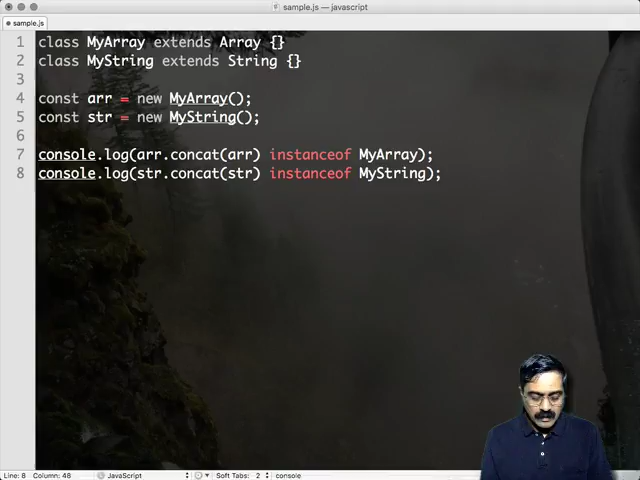 sample.js — javascript
sample.js
1 class MyArray extends Array {}
2 class MyString extends String {}
3
4 const arr = new MyArray();
5 const str = new MyString();
6
7 console.log(arr.concat(arr) instanceof MyArray);
8 console.log(str.concat(str) instanceof MyString);
Line: 8 Column: 48 JavaScript Soft Tabs: 2 console